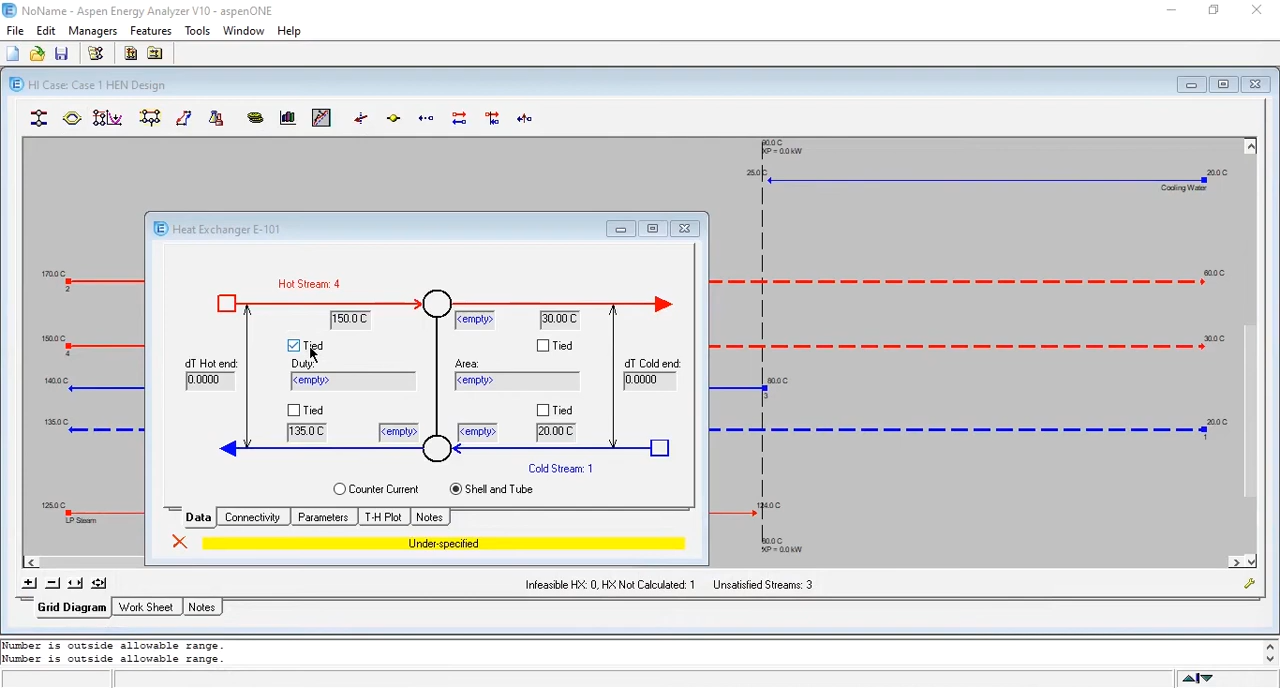 NoName - Aspen Energy Analyzer V10 - aspenONE
File Edit Managers Features Tools Window Help
HI Case: Case 1 HEN Design
30.0 C
XP = 0.0 kW
25.0 C
20.0 C
Cooling Water
Heat Exchanger E-101
170.0 C
2
60.0 C
Hot Stream: 4
150.0 C
<empty>
30.00 C
Tied
Tied
150.0 C
4
30.0 C
dT Hot end:
0.0000
Duty:
<empty>
Area:
<empty>
dT Cold end:
0.0000
140.0 C
80.0 C
3
Tied
Tied
135.0 C
<empty>
<empty>
20.00 C
135.0 C
20.0 C
1
Cold Stream: 1
Counter Current
Shell and Tube
125.0 C
LP Steam
124.0 C
Data Connectivity Parameters T-H Plot Notes
Under-specified
30.0 C
XP = 0.0 kW
Infeasible HX: 0, HX Not Calculated: 1 Unsatisfied Streams: 3
Grid Diagram Work Sheet Notes
Number is outside allowable range.
Number is outside allowable range.